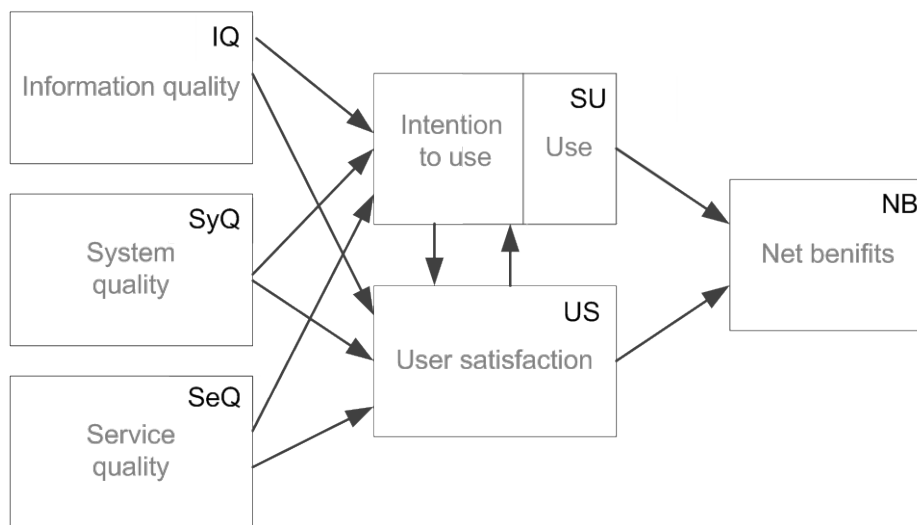 IQ
Information quality
SyQ
System
quality
SeQ
Service
quality
SU
Intention
to use
Use
US
User satisfaction
NB
Net benifits